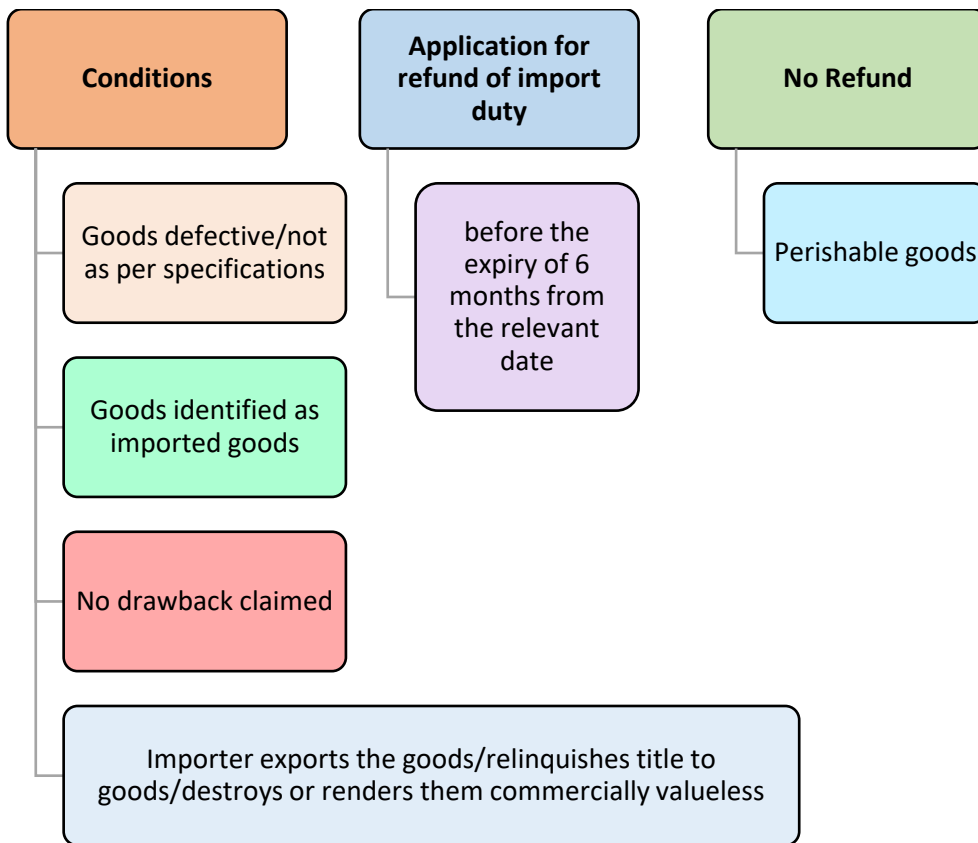 Conditions
Goods defective/not
as per specifications
Goods identified as
imported goods
No drawback claimed
Importer exports the goods/relinquishes title to
goods/destroys or renders them commercially valueless
Application for
refund of import
duty
before the
expiry of 6
months from
the relevant
date
No Refund
Perishable goods